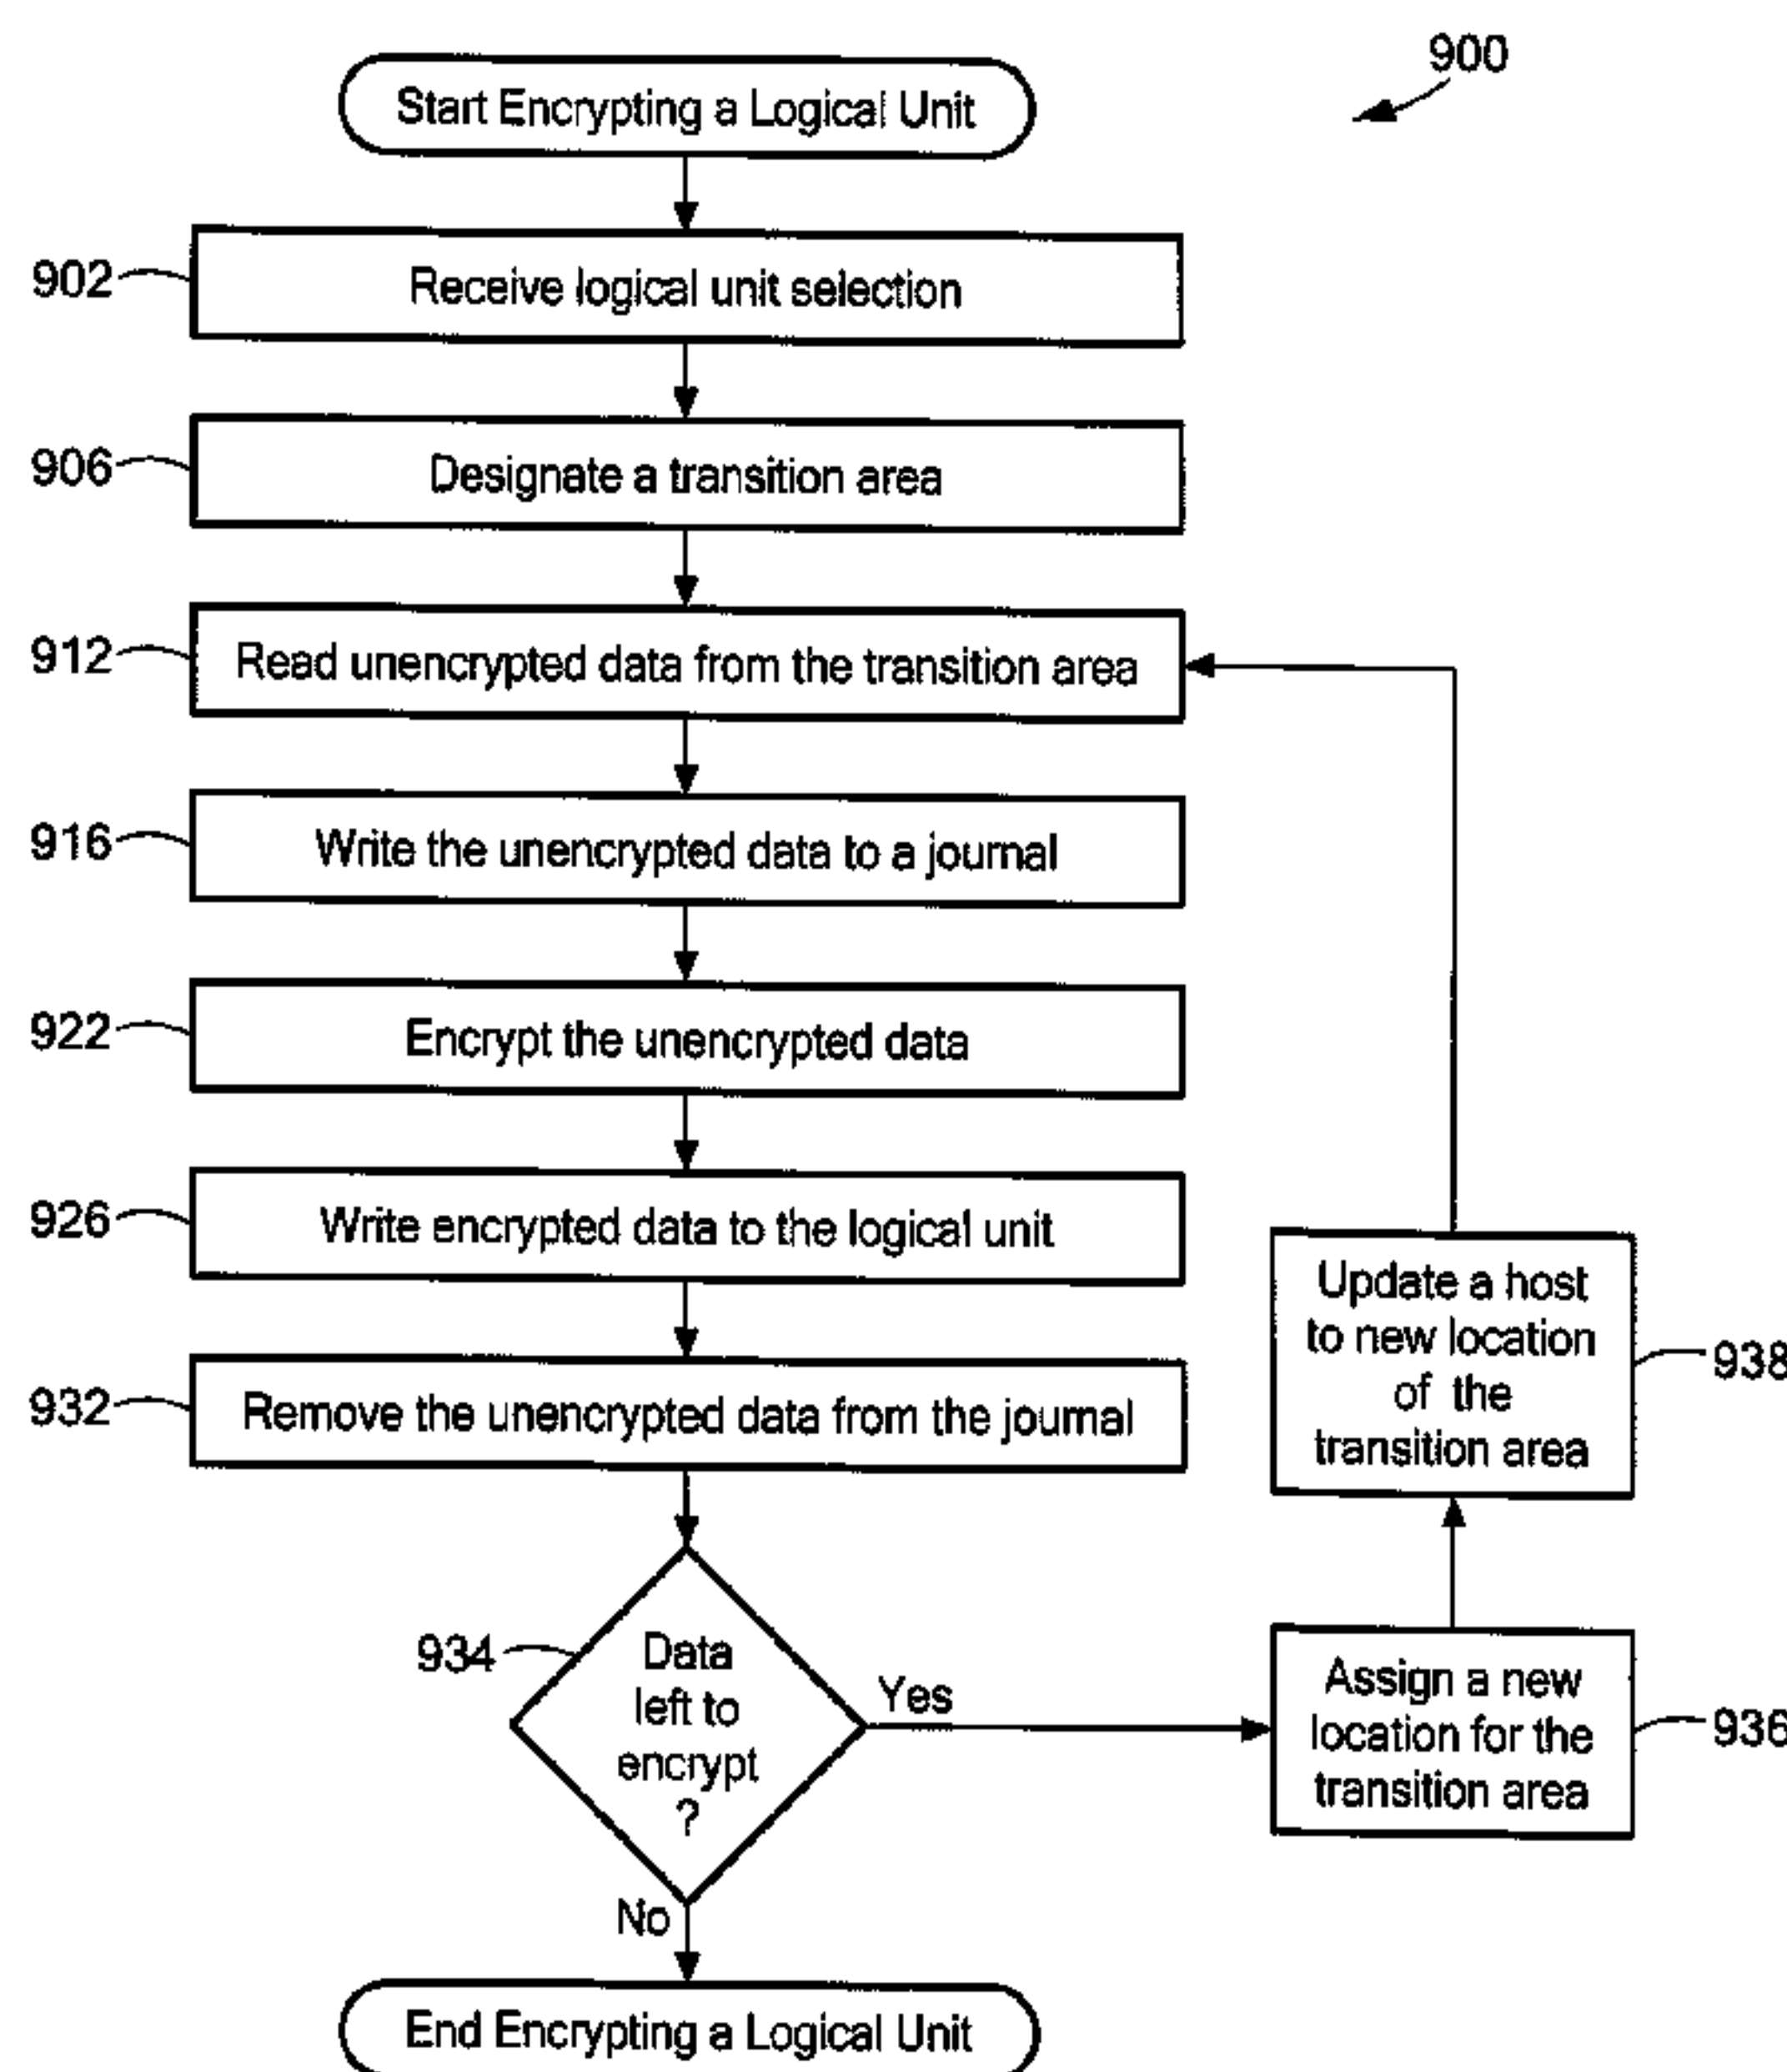 900
Start Encrypting a Logical Unit
902
Receive logical unit selection
906
Designate a transition area
912
Read unencrypted data from the transition area
916
Write the unencrypted data to a journal
922
Encrypt the unencrypted data
926
Write encrypted data to the logical unit
932
Remove the unencrypted data from the journal
934
Data
left to
encrypt
?
Yes
No
Assign a new
location for the
transition area
936
Update a host
to new location
of the
transition area
938
End Encrypting a Logical Unit